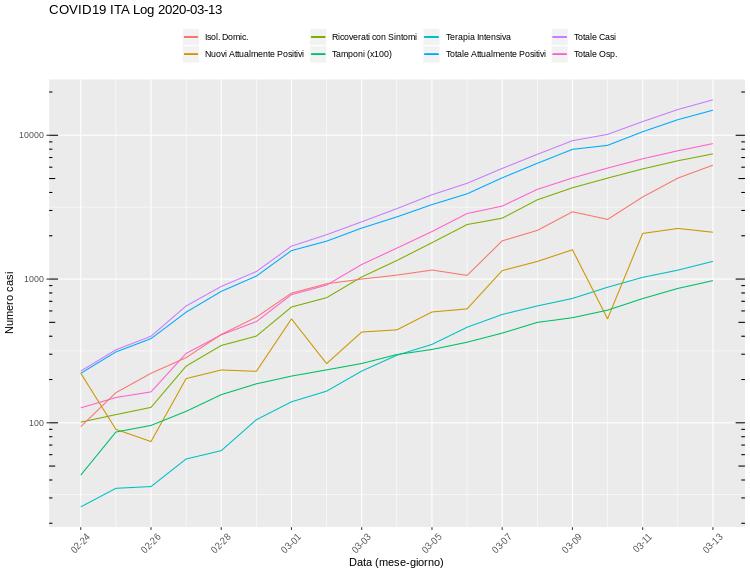 COVID19 ITA Log 2020-03-13
Isol. Domic.
Ricoverati con Sintomi
Terapia Intensiva
Totale Casi
Nuovi Attualmente Positivi
Tamponi (x100)
Totale Attualmente Positivi
Totale Osp.
10000
1000
100
Numero casi
02-24
02-26
02-28
03-01
03-03
03-05
03-07
03-09
03-11
03-13
Data (mese-giorno)